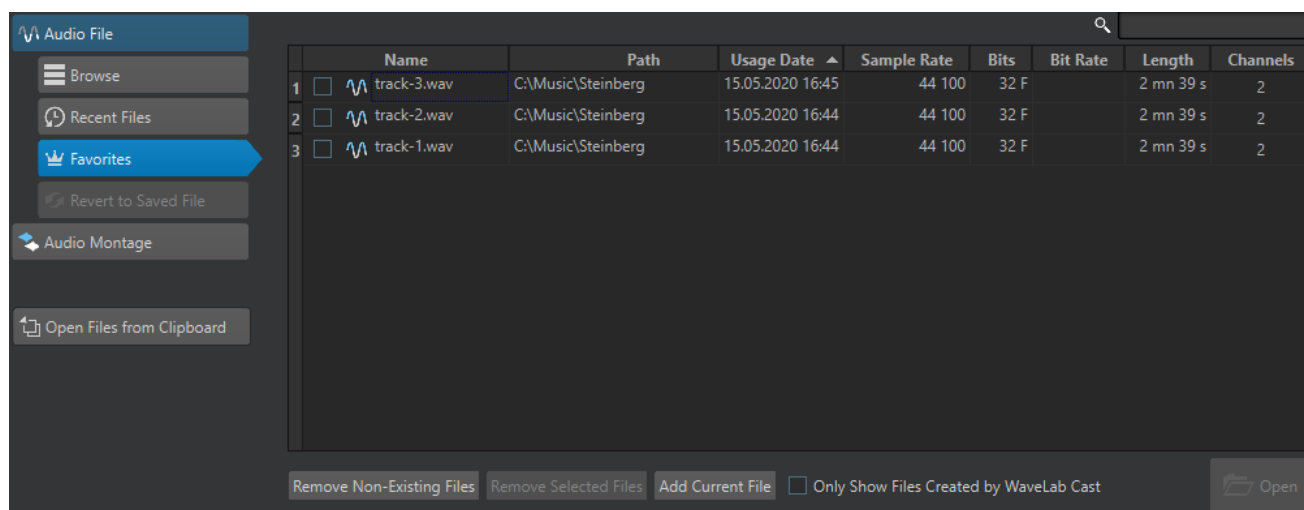 Audio File
Browse
Recent Files
Favorites
Revert to Saved File
Audio Montage
Open Files from Clipboard
Name Path Usage Date Sample Rate Bits Bit Rate Length Channels
1 track-3.wav C:\Music\Steinberg 15.05.2020 16:45 44 100 32 F 2 mn 39 s 2
2 track-2.wav C:\Music\Steinberg 15.05.2020 16:44 44 100 32 F 2 mn 39 s 2
3 track-1.wav C:\Music\Steinberg 15.05.2020 16:44 44 100 32 F 2 mn 39 s 2
Remove Non-Existing Files Remove Selected Files Add Current File Only Show Files Created by WaveLab Cast Open